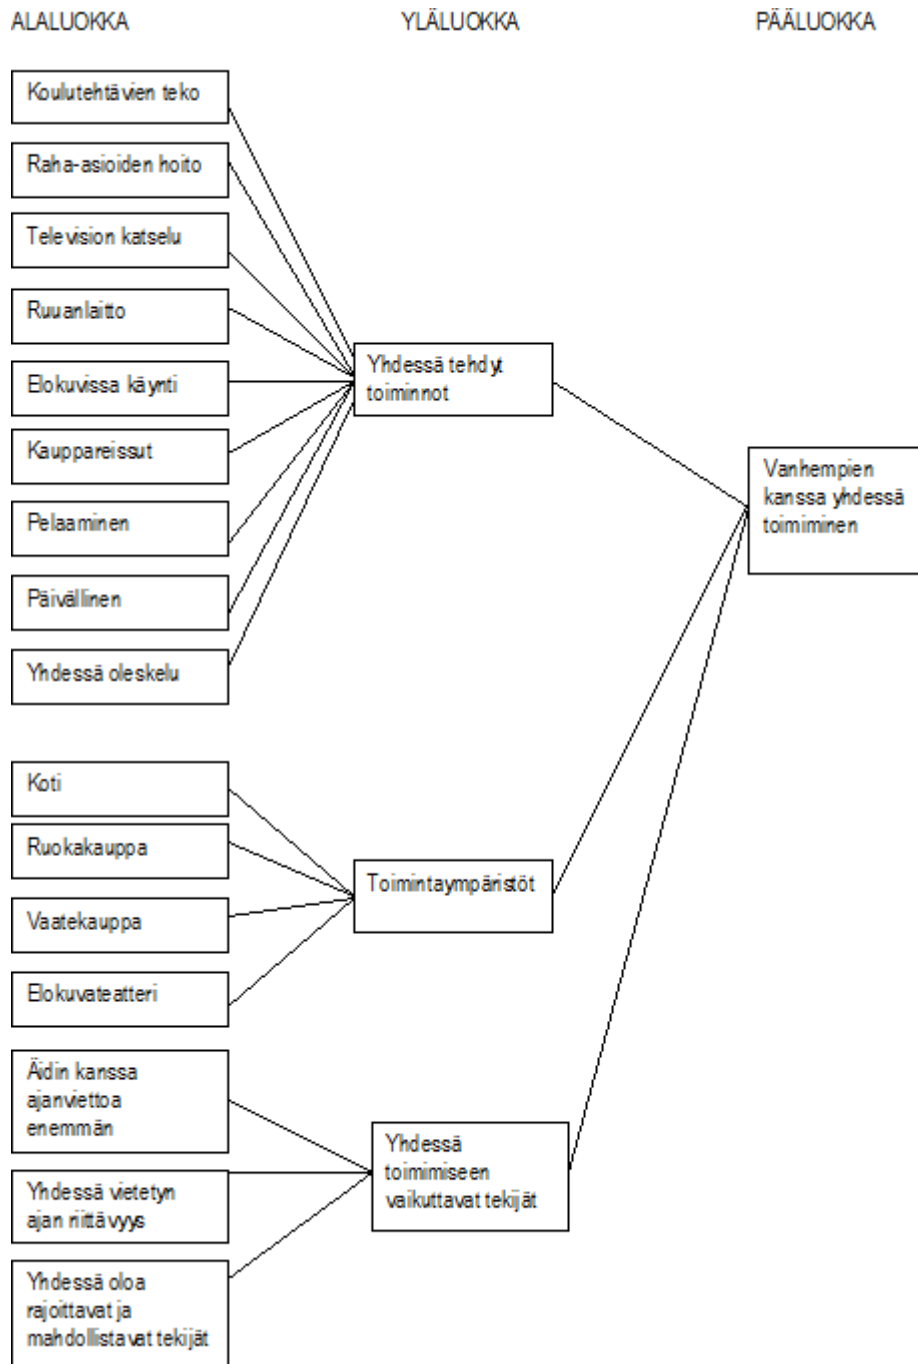 ALALUOKKA
YLÄLUOKKA
PÄÄLUOKKA
Koulutehtävien teko
Raha-asioiden hoito
Television katselu
Ruuanlaitto
Elokuvissa käynti
Kauppareissut
Pelaaminen
Päivällinen
Yhdessä oleskelu
Yhdessä tehdyt
toiminnot
Vanhempien
kanssa yhdessä
toimiminen
Koti
Ruokakauppa
Vaatekauppa
Elokuvateatteri
Toimintaympäristöt
Äidin kanssa
ajanviettoa
enemmän
Yhdessä vietetyn
ajan riittävyys
Yhdessä oloa
rajoittavat ja
mahdollistavat tekijät
Yhdessä
toimimiseen
vaikuttavat tekijät